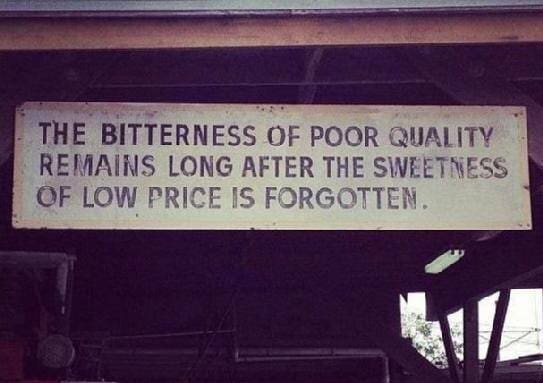 THE BITTERNESS OF POOR QUALITY
REMAINS LONG AFTER THE SWEETNESS
OF LOW PRICE IS FORGOTTEN.